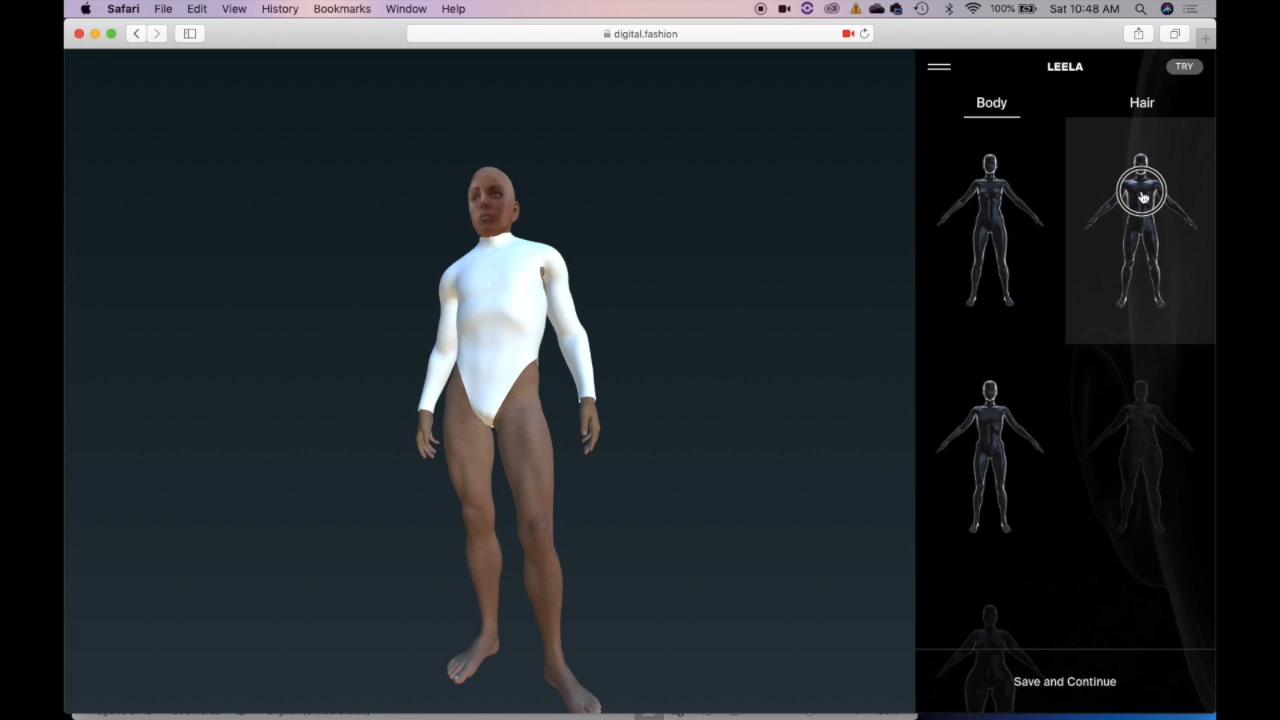 Safari File Edit View History Bookmarks Window Help 100% Sat 10:48 AM
digital.fashion
LEELA TRY
Body Hair
Save and Continue